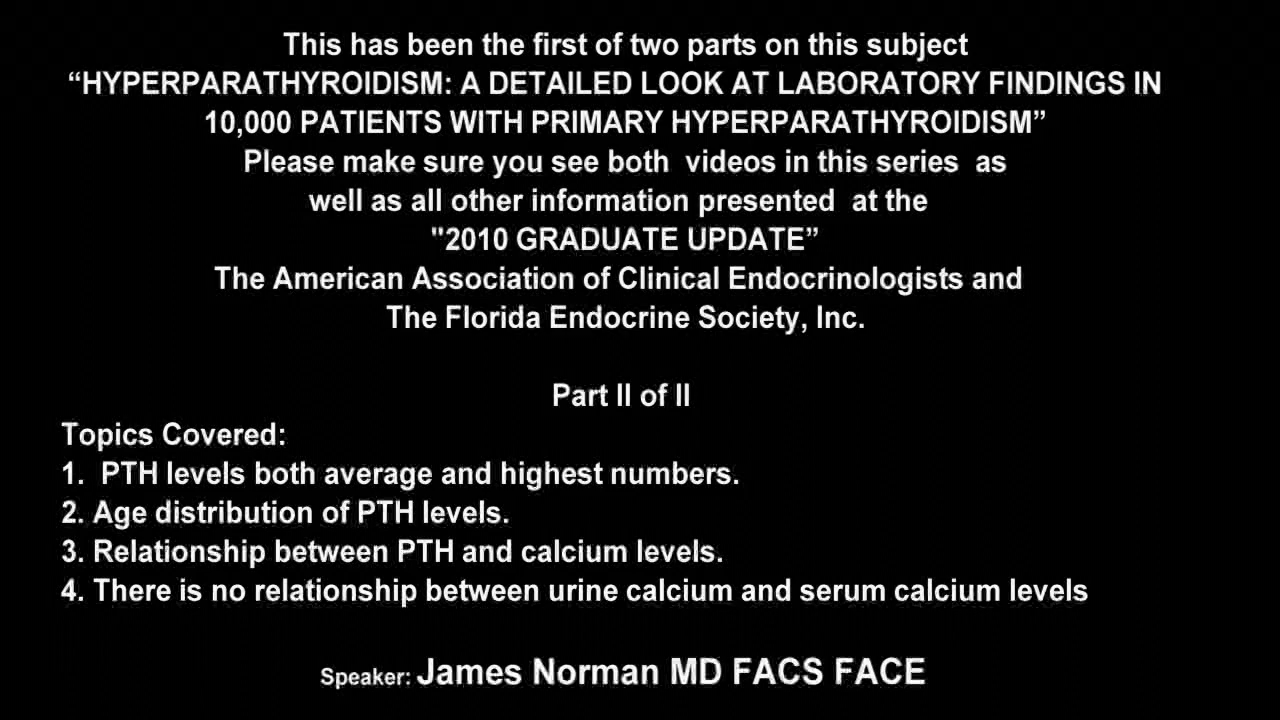 This has been the first of two parts on this subject
“HYPERPARATHYROIDISM: A DETAILED LOOK AT LABORATORY FINDINGS IN
10,000 PATIENTS WITH PRIMARY HYPERPARATHYROIDISM”
Please make sure you see both  videos in this series  as
well as all other information presented  at the
"2010 GRADUATE UPDATE”
The American Association of Clinical Endocrinologists and
The Florida Endocrine Society, Inc.
Part II of II
Topics Covered:
1.  PTH levels both average and highest numbers.
2. Age distribution of PTH levels.
3. Relationship between PTH and calcium levels.
4. There is no relationship between urine calcium and serum calcium levels
Speaker: James Norman MD FACS FACE